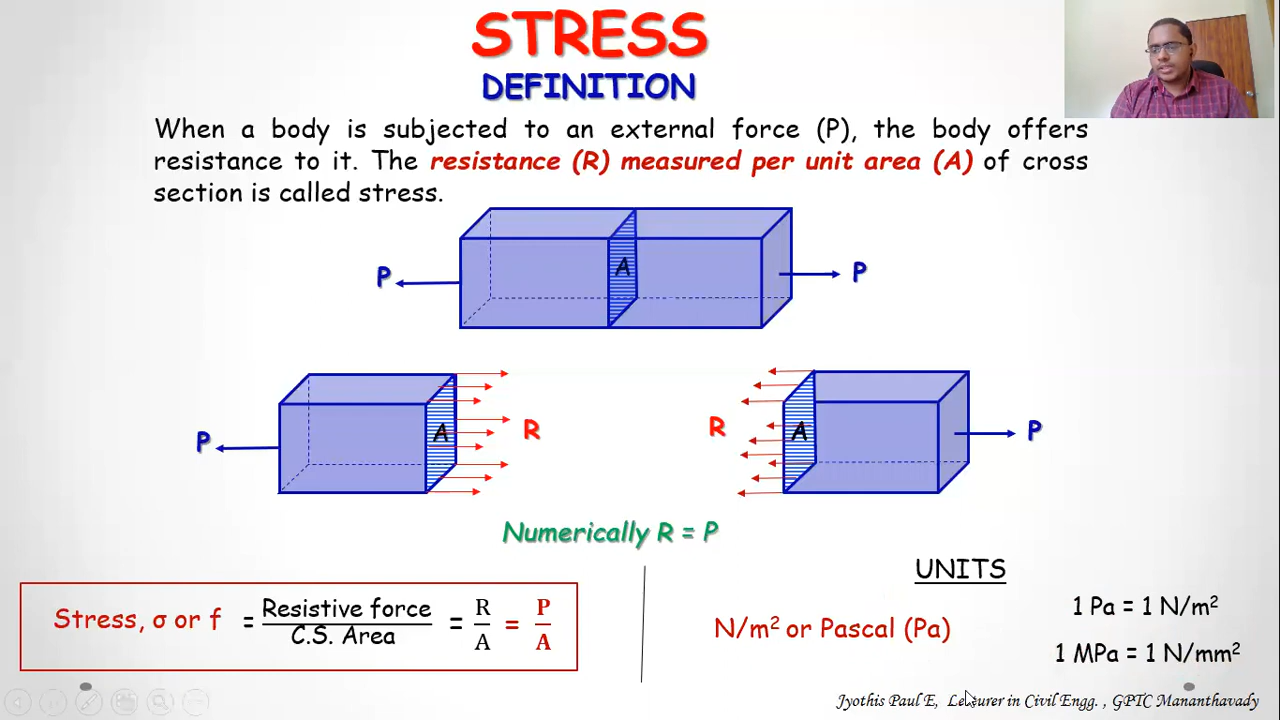 STRESS
DEFINITION
When a body is subjected to an external force (P), the body offers
resistance to it. The resistance (R) measured per unit area (A) of cross
section is called stress.
P
A
P
P
A
R
R
A
P
Numerically R = P
Stress, σ or f = Resistive force / C.S. Area = R / A = P / A
UNITS
N/m² or Pascal (Pa)
1 Pa = 1 N/m²
1 MPa = 1 N/mm²
Jyothis Paul E, Lecturer in Civil Engg. , GPTC Mananthavady